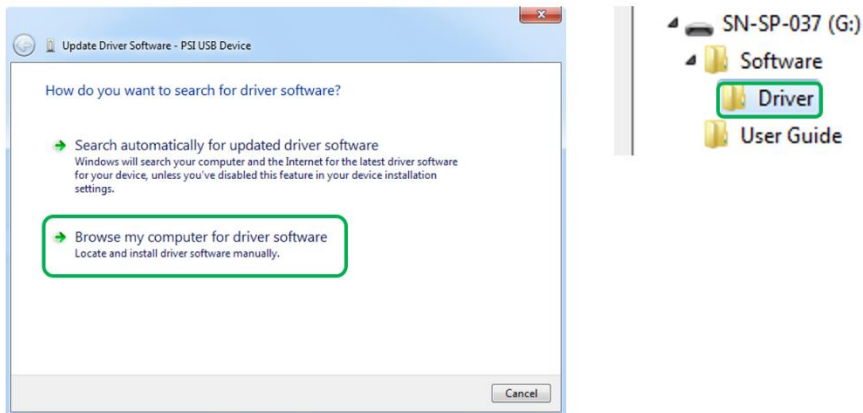 Update Driver Software - PSI USB Device
How do you want to search for driver software?
Search automatically for updated driver software
Windows will search your computer and the Internet for the latest driver software
for your device, unless you've disabled this feature in your device installation
settings.
Browse my computer for driver software
Locate and install driver software manually.
Cancel
SN-SP-037 (G:)
Software
Driver
User Guide